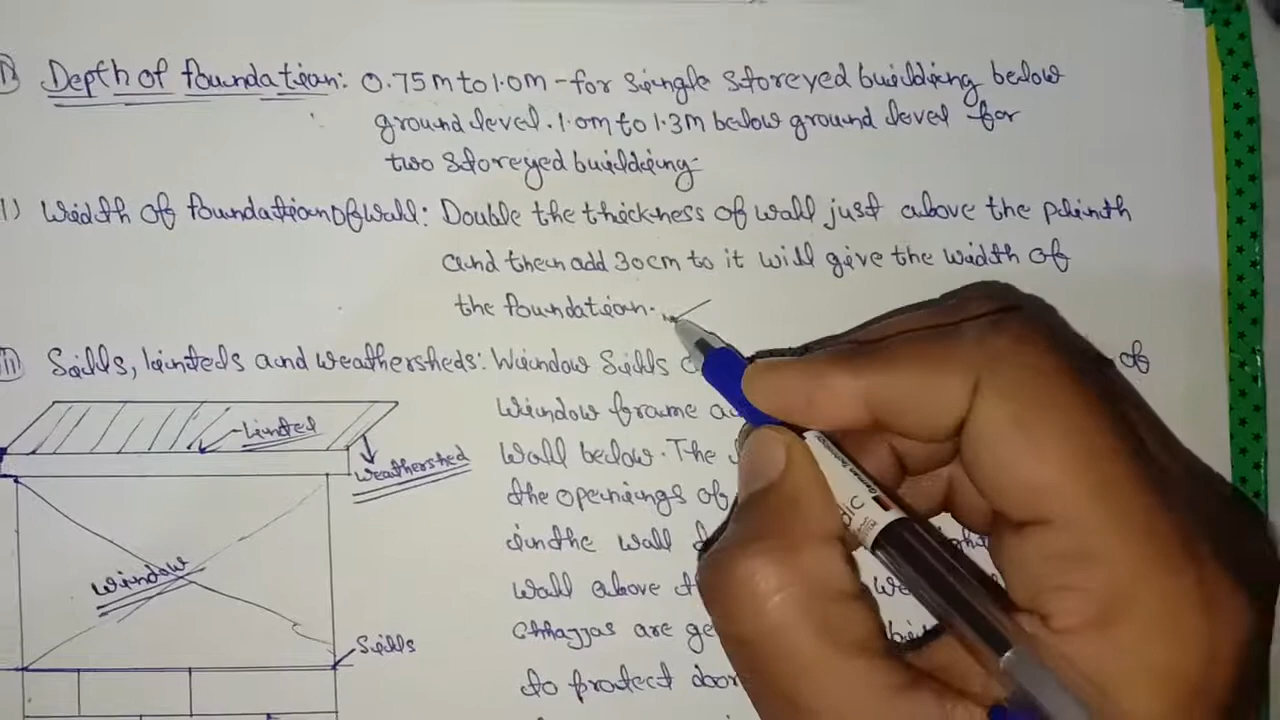 Depth of foundation: 0.75m to 1.0m - for single storeyed building below
ground level. 1.0m to 1.3m below ground level for
two storeyed building.
Width of foundation of wall: Double the thickness of wall just above the plinth
and then add 30cm to it will give the width of
the foundation.
iii) Sills, lintels and weathersheds: Window Sills of
Window frame
Wall below. The
the openings of
in the wall
Wall above
chhajjas are
to protect door
Lintel
Weathershed
Window
Sills